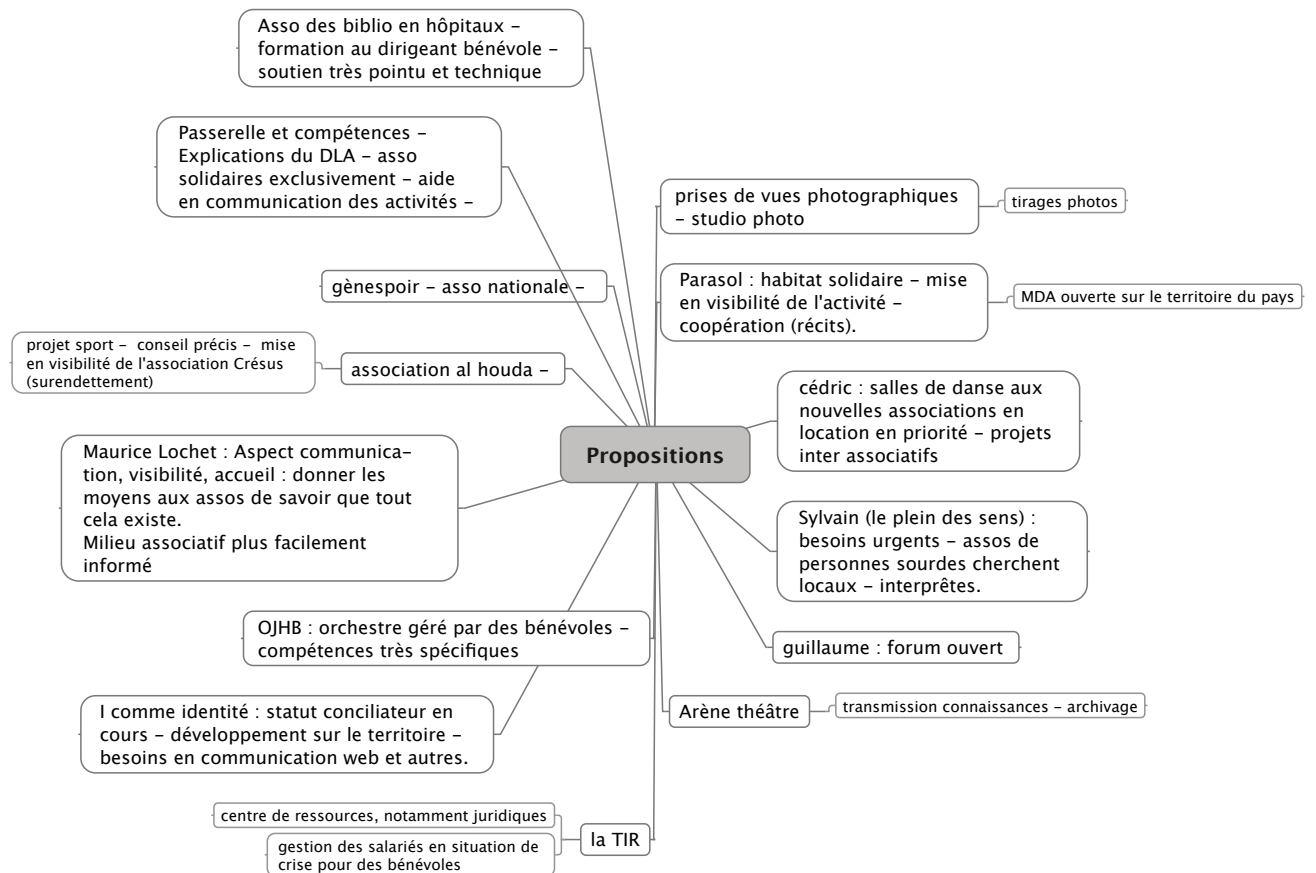 Asso des biblio en hôpitaux –
formation au dirigeant bénévole –
soutien très pointu et technique
Passerelle et compétences –
Explications du DLA – asso
solidaires exclusivement – aide
en communication des activités –
gènespoir – asso nationale –
projet sport – conseil précis – mise
en visibilité de l'association Crésus
(surendettement)
association al houda –
Maurice Lochet : Aspect communica–
tion, visibilité, accueil : donner les
moyens aux assos de savoir que tout
cela existe.
Milieu associatif plus facilement
informé
OJHB : orchestre géré par des bénévoles –
compétences très spécifiques
I comme identité : statut conciliateur en
cours – développement sur le territoire –
besoins en communication web et autres.
centre de ressources, notamment juridiques
gestion des salariés en situation de
crise pour des bénévoles
la TIR
Propositions
prises de vues photographiques
– studio photo
tirages photos
Parasol : habitat solidaire – mise
en visibilité de l'activité –
coopération (récits).
MDA ouverte sur le territoire du pays
cédric : salles de danse aux
nouvelles associations en
location en priorité – projets
inter associatifs
Sylvain (le plein des sens) :
besoins urgents – assos de
personnes sourdes cherchent
locaux – interprêtes.
guillaume : forum ouvert
Arène théâtre
transmission connaissances – archivage